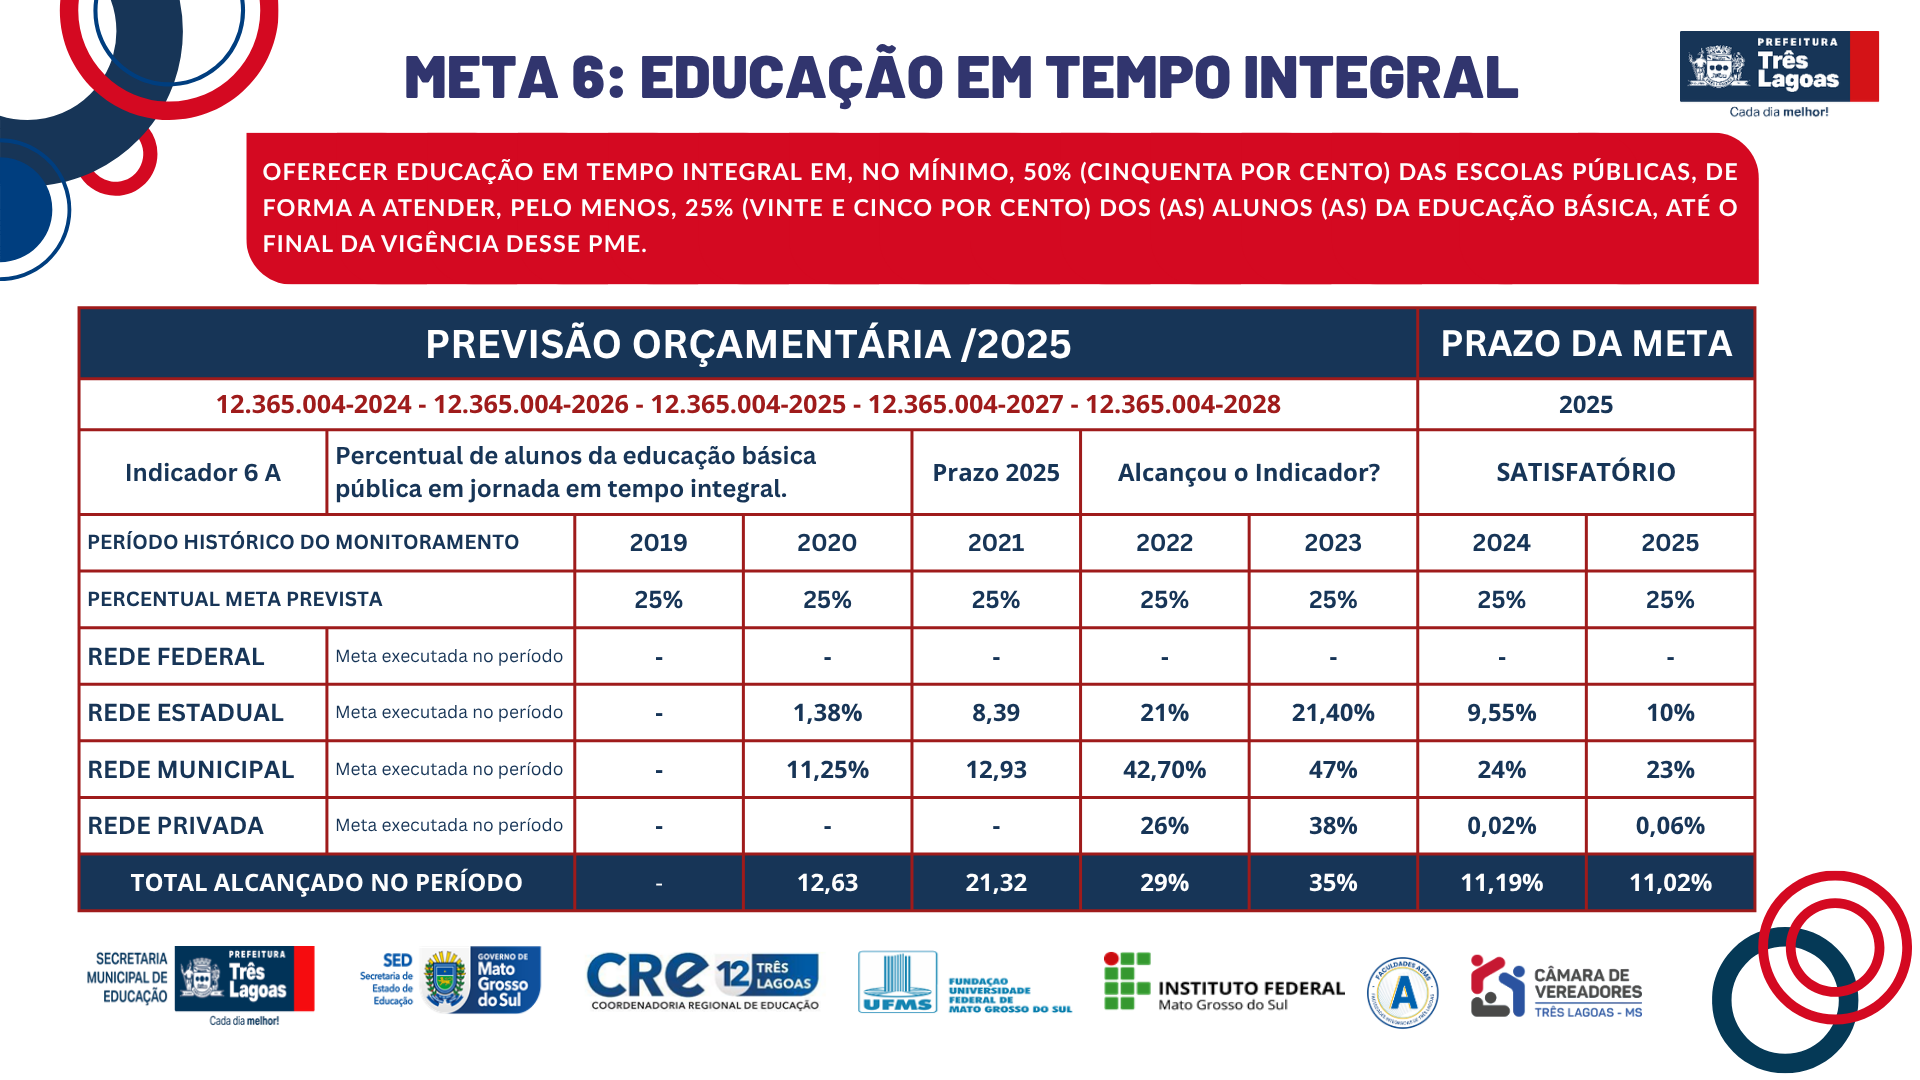 META 6: EDUCAÇÃO EM TEMPO INTEGRAL
PREFEITURA
Três
Lagoas
Cada dia melhor!
OFERECER EDUCAÇÃO EM TEMPO INTEGRAL EM, NO MÍNIMO, 50% (CINQUENTA POR CENTO) DAS ESCOLAS PÚBLICAS, DE
FORMA A ATENDER, PELO MENOS, 25% (VINTE E CINCO POR CENTO) DOS (AS) ALUNOS (AS) DA EDUCAÇÃO BÁSICA, ATÉ O
FINAL DA VIGÊNCIA DESSE PME.
PREVISÃO ORÇAMENTÁRIA /2025 PRAZO DA META
12.365.004-2024 - 12.365.004-2026 - 12.365.004-2025 - 12.365.004-2027 - 12.365.004-2028 2025
Indicador 6 A Percentual de alunos da educação básica
pública em jornada em tempo integral. Prazo 2025 Alcançou o Indicador? SATISFATÓRIO
PERÍODO HISTÓRICO DO MONITORAMENTO 2019 2020 2021 2022 2023 2024 2025
PERCENTUAL META PREVISTA 25% 25% 25% 25% 25% 25% 25%
REDE FEDERAL Meta executada no período - - - - - - -
REDE ESTADUAL Meta executada no período - 1,38% 8,39 21% 21,40% 9,55% 10%
REDE MUNICIPAL Meta executada no período - 11,25% 12,93 42,70% 47% 24% 23%
REDE PRIVADA Meta executada no período - - - 26% 38% 0,02% 0,06%
TOTAL ALCANÇADO NO PERÍODO - 12,63 21,32 29% 35% 11,19% 11,02%
SECRETARIA
MUNICIPAL DE
EDUCAÇÃO
PREFEITURA
Três
Lagoas
Cada dia melhor!
SED
Secretaria de
Estado de
Educação
GOVERNO DE
Mato
Grosso
do Sul
CRe 12 TRÊS
LAGOAS
COORDENADORIA REGIONAL DE EDUCAÇÃO
UFMS
FUNDAÇÃO
UNIVERSIDADE
FEDERAL DE
MATO GROSSO DO SUL
INSTITUTO FEDERAL
Mato Grosso do Sul
FACULDADES AEMS
A
CÂMARA DE
VEREADORES
TRÊS LAGOAS - MS